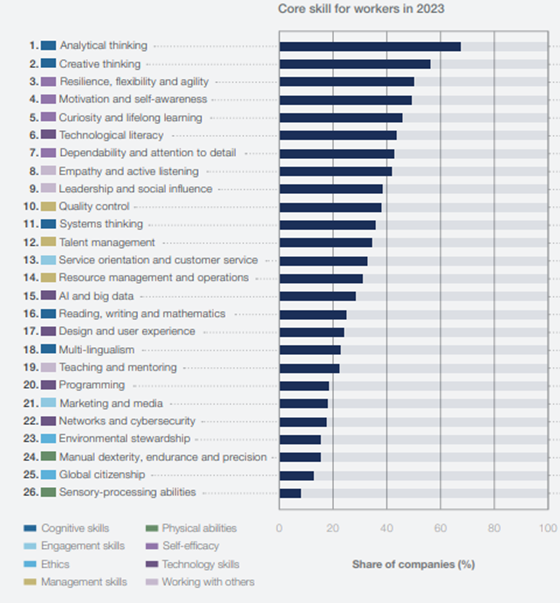 Core skill for workers in 2023
1. Analytical thinking
2. Creative thinking
3. Resilience, flexibility and agility
4. Motivation and self-awareness
5. Curiosity and lifelong learning
6. Technological literacy
7. Dependability and attention to detail
8. Empathy and active listening
9. Leadership and social influence
10. Quality control
11. Systems thinking
12. Talent management
13. Service orientation and customer service
14. Resource management and operations
15. AI and big data
16. Reading, writing and mathematics
17. Design and user experience
18. Multi-lingualism
19. Teaching and mentoring
20. Programming
21. Marketing and media
22. Networks and cybersecurity
23. Environmental stewardship
24. Manual dexterity, endurance and precision
25. Global citizenship
26. Sensory-processing abilities
0 20 40 60 80 100
Share of companies (%)
Cognitive skills
Engagement skills
Ethics
Management skills
Physical abilities
Self-efficacy
Technology skills
Working with others